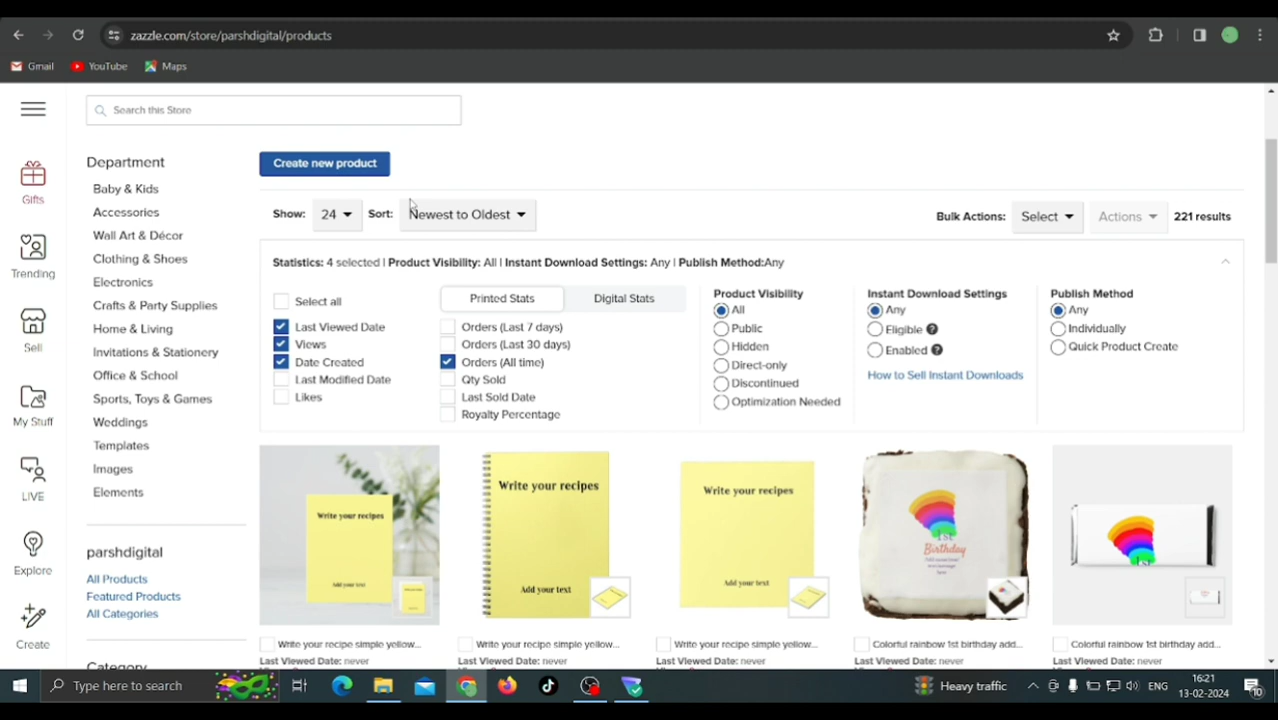 zazzle.com/store/parshdigital/products
Gmail YouTube Maps
Search this Store
Gifts
Trending
Sell
My Stuff
LIVE
Explore
Create
Department
Baby & Kids
Accessories
Wall Art & Décor
Clothing & Shoes
Electronics
Crafts & Party Supplies
Home & Living
Invitations & Stationery
Office & School
Sports, Toys & Games
Weddings
Templates
Images
Elements
parshdigital
All Products
Featured Products
All Categories
Category
Create new product
Show: 24 Sort: Newest to Oldest
Bulk Actions: Select Actions 221 results
Statistics: 4 selected | Product Visibility: All | Instant Download Settings: Any | Publish Method:Any
Select all
Last Viewed Date
Views
Date Created
Last Modified Date
Likes
Printed Stats Digital Stats
Orders (Last 7 days)
Orders (Last 30 days)
Orders (All time)
Qty Sold
Last Sold Date
Royalty Percentage
Product Visibility
All
Public
Hidden
Direct-only
Discontinued
Optimization Needed
Instant Download Settings
Any
Eligible ?
Enabled ?
How to Sell Instant Downloads
Publish Method
Any
Individually
Quick Product Create
Write your recipes
Add your text
Write your recipes
Add your text
Write your recipes
Add your text
1st
Birthday
1st
Write your recipe simple yellow...
Last Viewed Date: never
Write your recipe simple yellow...
Last Viewed Date: never
Write your recipe simple yellow...
Last Viewed Date: never
Colorful rainbow 1st birthday add...
Last Viewed Date: never
Colorful rainbow 1st birthday add...
Last Viewed Date: never
Type here to search
Heavy traffic
ENG
16:21
13-02-2024
10